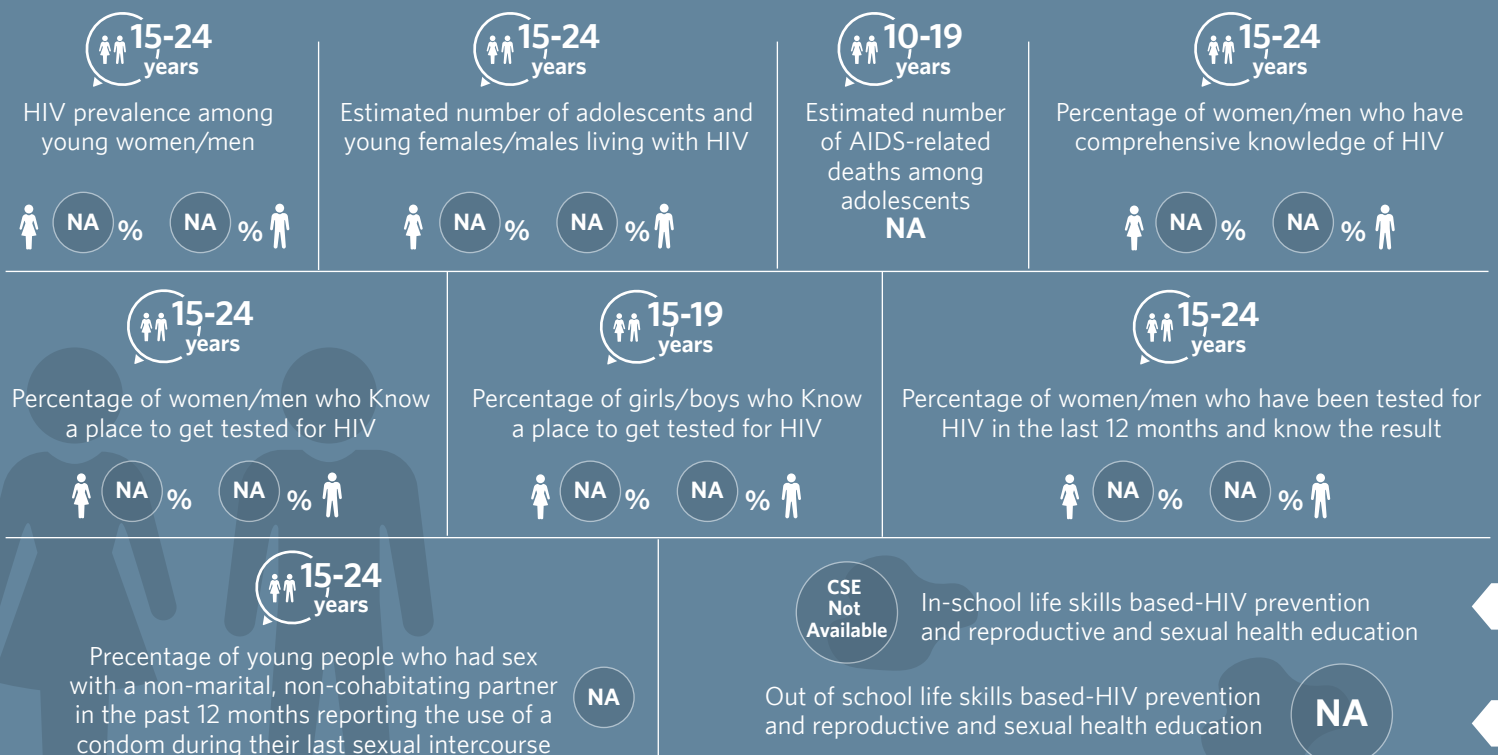 15-24
years
HIV prevalence among
young women/men
NA % NA %
15-24
years
Estimated number of adolescents and
young females/males living with HIV
NA % NA %
10-19
years
Estimated number
of AIDS-related
deaths among
adolescents
NA
15-24
years
Percentage of women/men who have
comprehensive knowledge of HIV
NA % NA %
15-24
years
Percentage of women/men who Know
a place to get tested for HIV
NA % NA %
15-19
years
Percentage of girls/boys who Know
a place to get tested for HIV
NA % NA %
15-24
years
Percentage of women/men who have been tested for
HIV in the last 12 months and know the result
NA % NA %
15-24
years
Precentage of young people who had sex
with a non-marital, non-cohabitating partner
in the past 12 months reporting the use of a
condom during their last sexual intercourse
NA
CSE
Not
Available
In-school life skills based-HIV prevention
and reproductive and sexual health education
Out of school life skills based-HIV prevention
and reproductive and sexual health education
NA